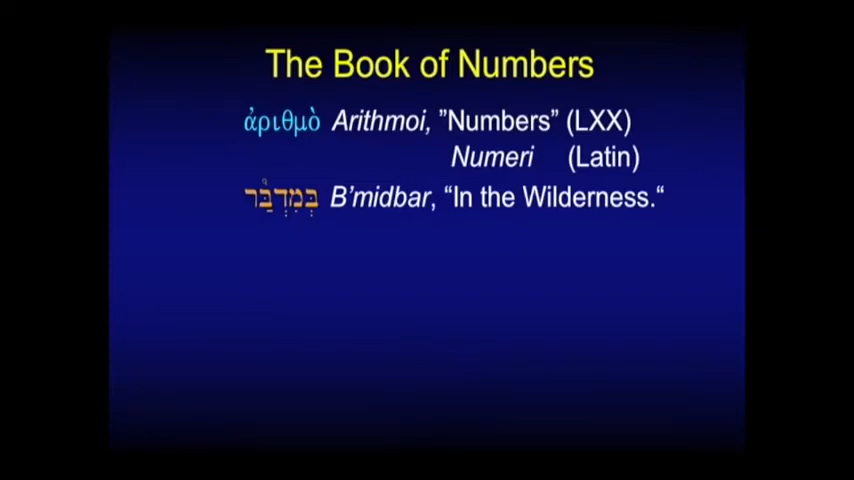 The Book of Numbers
ἀριθμὸ Arithmoi, ”Numbers” (LXX)
Numeri (Latin)
בְּמִדְבַּ֨ר B’midbar, “In the Wilderness.“